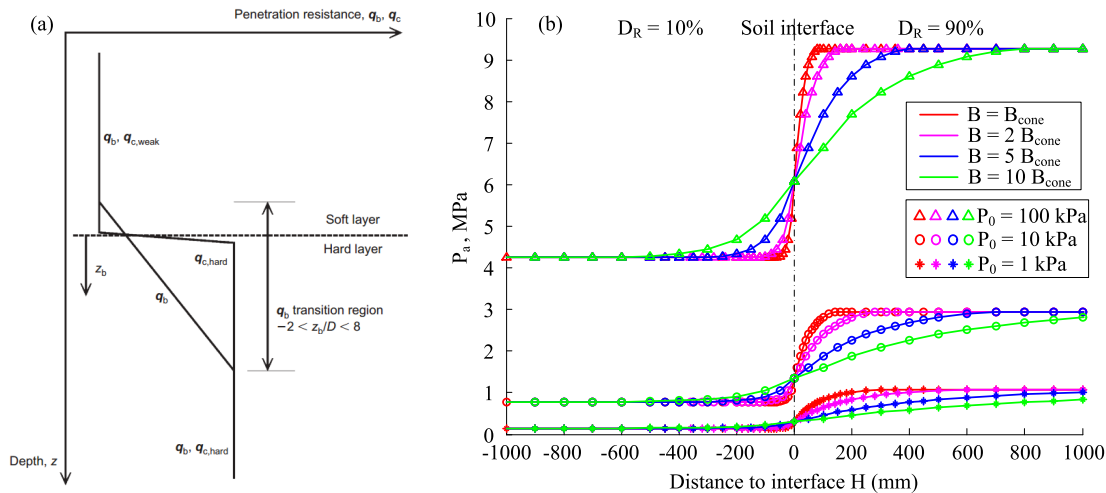 (a)
Penetration resistance, q_b, q_c
q_b, q_c,weak
Soft layer
Hard layer
z_b
q_c,hard
q_b
q_b transition region
−2 < z_b/D < 8
q_b, q_c,hard
Depth, z
(b)
D_R = 10%
Soil interface
D_R = 90%
10
9
8
7
6
5
4
3
2
1
0
P_a, MPa
B = B_cone
B = 2 B_cone
B = 5 B_cone
B = 10 B_cone
P_0 = 100 kPa
P_0 = 10 kPa
P_0 = 1 kPa
-1000 -800 -600 -400 -200 0 200 400 600 800 1000
Distance to interface H (mm)